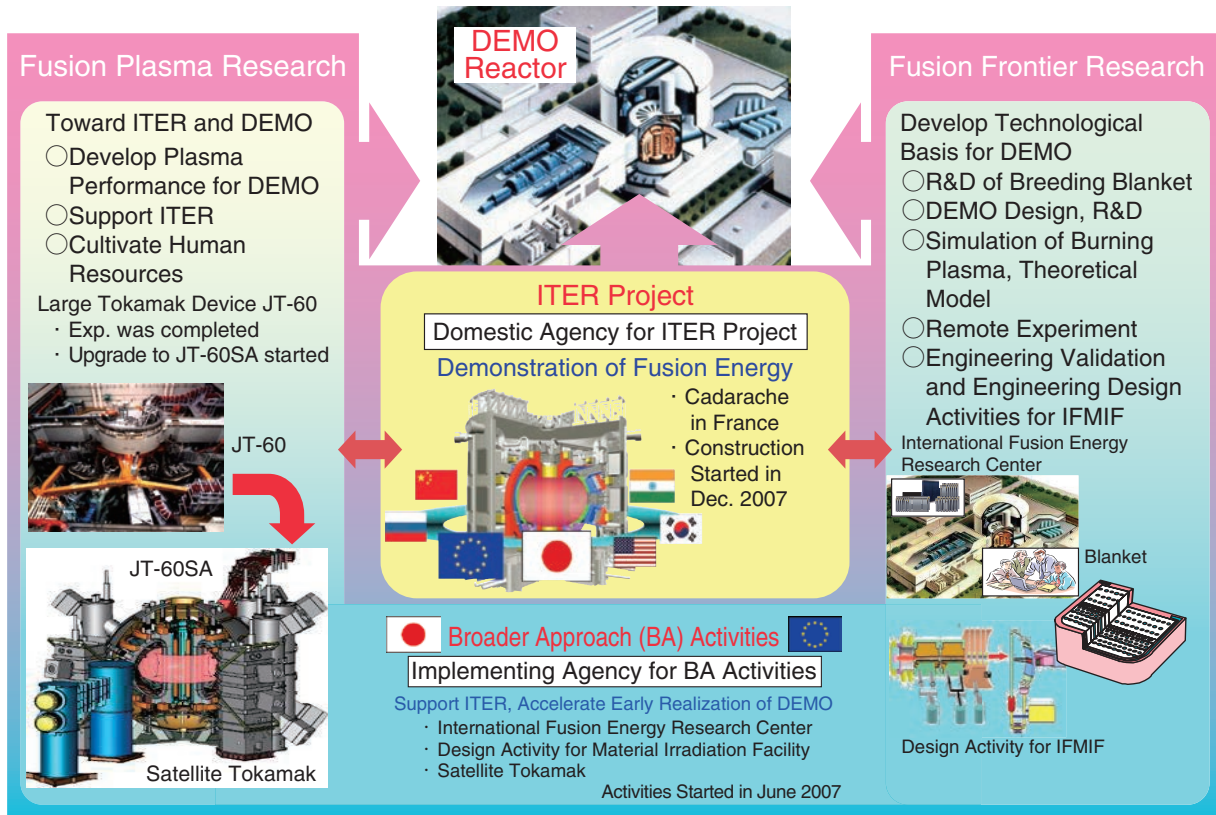 Fusion Plasma Research
Toward ITER and DEMO
○Develop Plasma
Performance for DEMO
○Support ITER
○Cultivate Human
Resources
Large Tokamak Device JT-60
・Exp. was completed
・Upgrade to JT-60SA started
JT-60
JT-60SA
Satellite Tokamak
DEMO
Reactor
ITER Project
Domestic Agency for ITER Project
Demonstration of Fusion Energy
・Cadarache
in France
・Construction
Started in
Dec. 2007
Broader Approach (BA) Activities
Implementing Agency for BA Activities
Support ITER, Accelerate Early Realization of DEMO
・International Fusion Energy Research Center
・Design Activity for Material Irradiation Facility
・Satellite Tokamak
Activities Started in June 2007
Fusion Frontier Research
Develop Technological
Basis for DEMO
○R&D of Breeding Blanket
○DEMO Design, R&D
○Simulation of Burning
Plasma, Theoretical
Model
○Remote Experiment
○Engineering Validation
and Engineering Design
Activities for IFMIF
International Fusion Energy
Research Center
Blanket
Design Activity for IFMIF